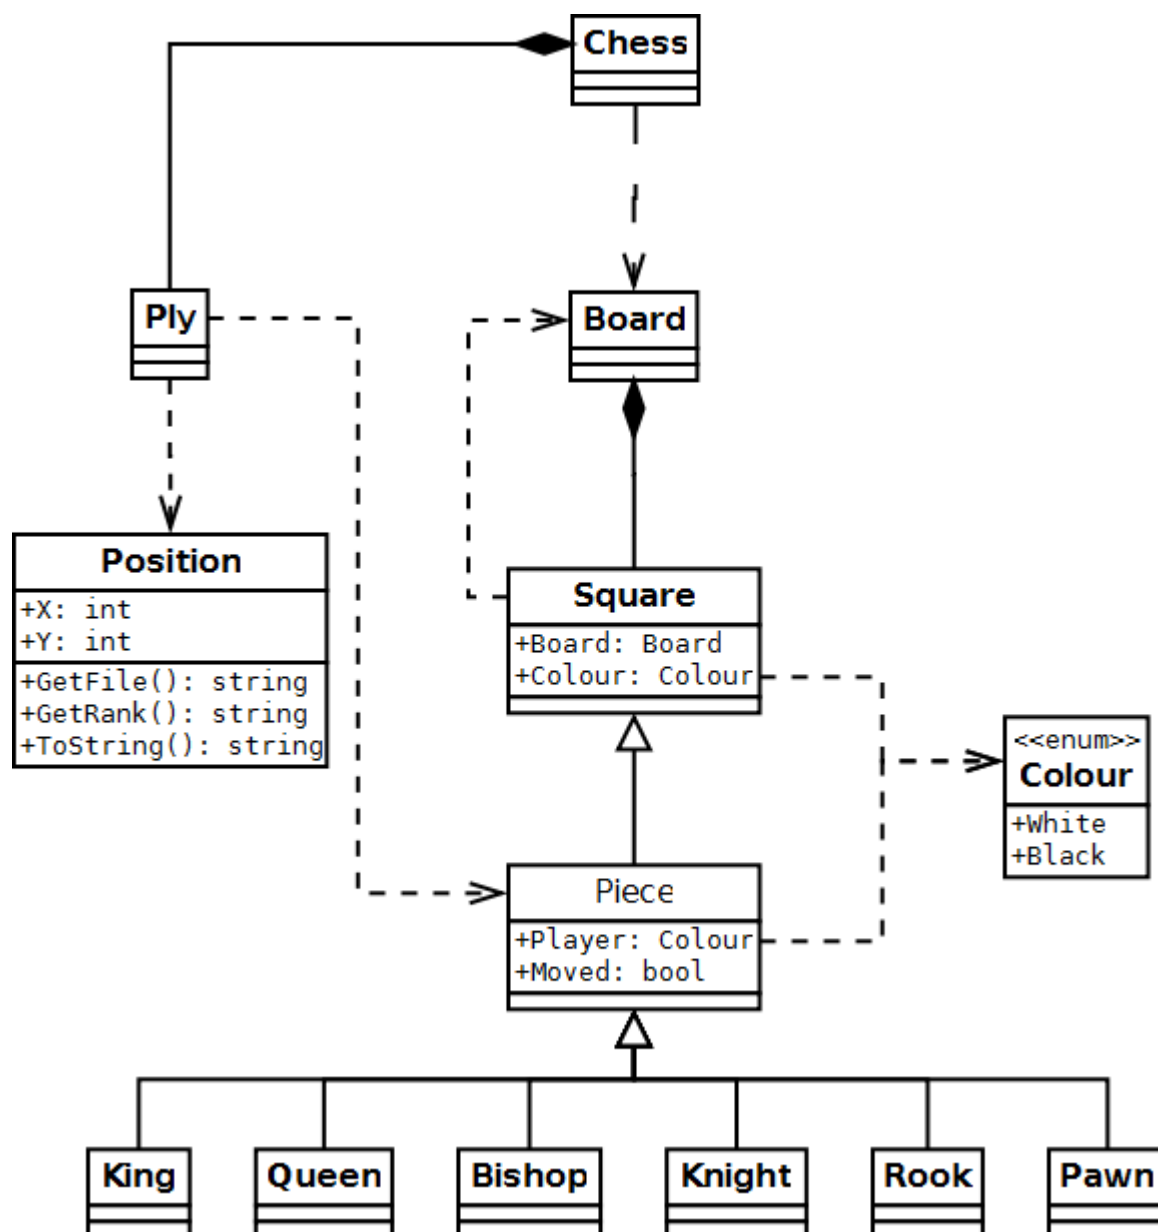 Chess
Ply
Board
Position
+X: int
+Y: int
+GetFile(): string
+GetRank(): string
+ToString(): string
Square
+Board: Board
+Colour: Colour
<<enum>>
Colour
+White
+Black
Piece
+Player: Colour
+Moved: bool
King
Queen
Bishop
Knight
Rook
Pawn